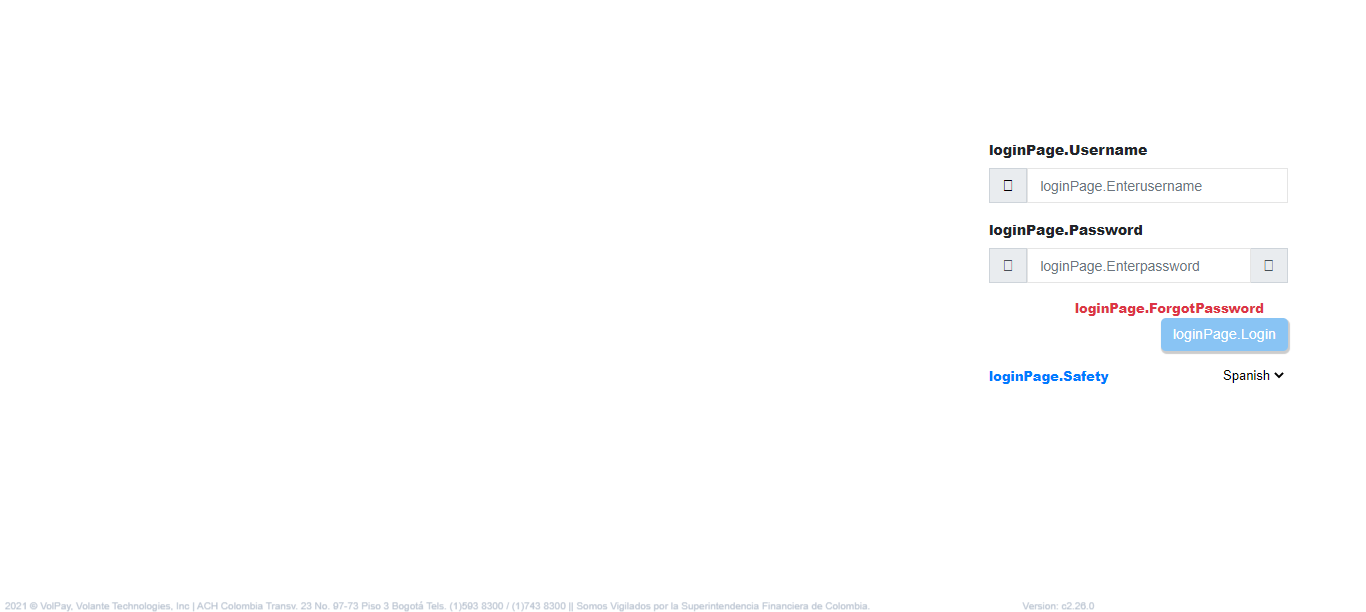 loginPage.Username
loginPage.Enterusername
loginPage.Password
loginPage.Enterpassword
loginPage.ForgotPassword
loginPage.Login
loginPage.Safety Spanish
2021 © VolPay, Volante Technologies, Inc | ACH Colombia Transv. 23 No. 97-73 Piso 3 Bogotá Tels. (1)593 8300 / (1)743 8300 || Somos Vigilados por la Superintendencia Financiera de Colombia. Version: c2.26.0